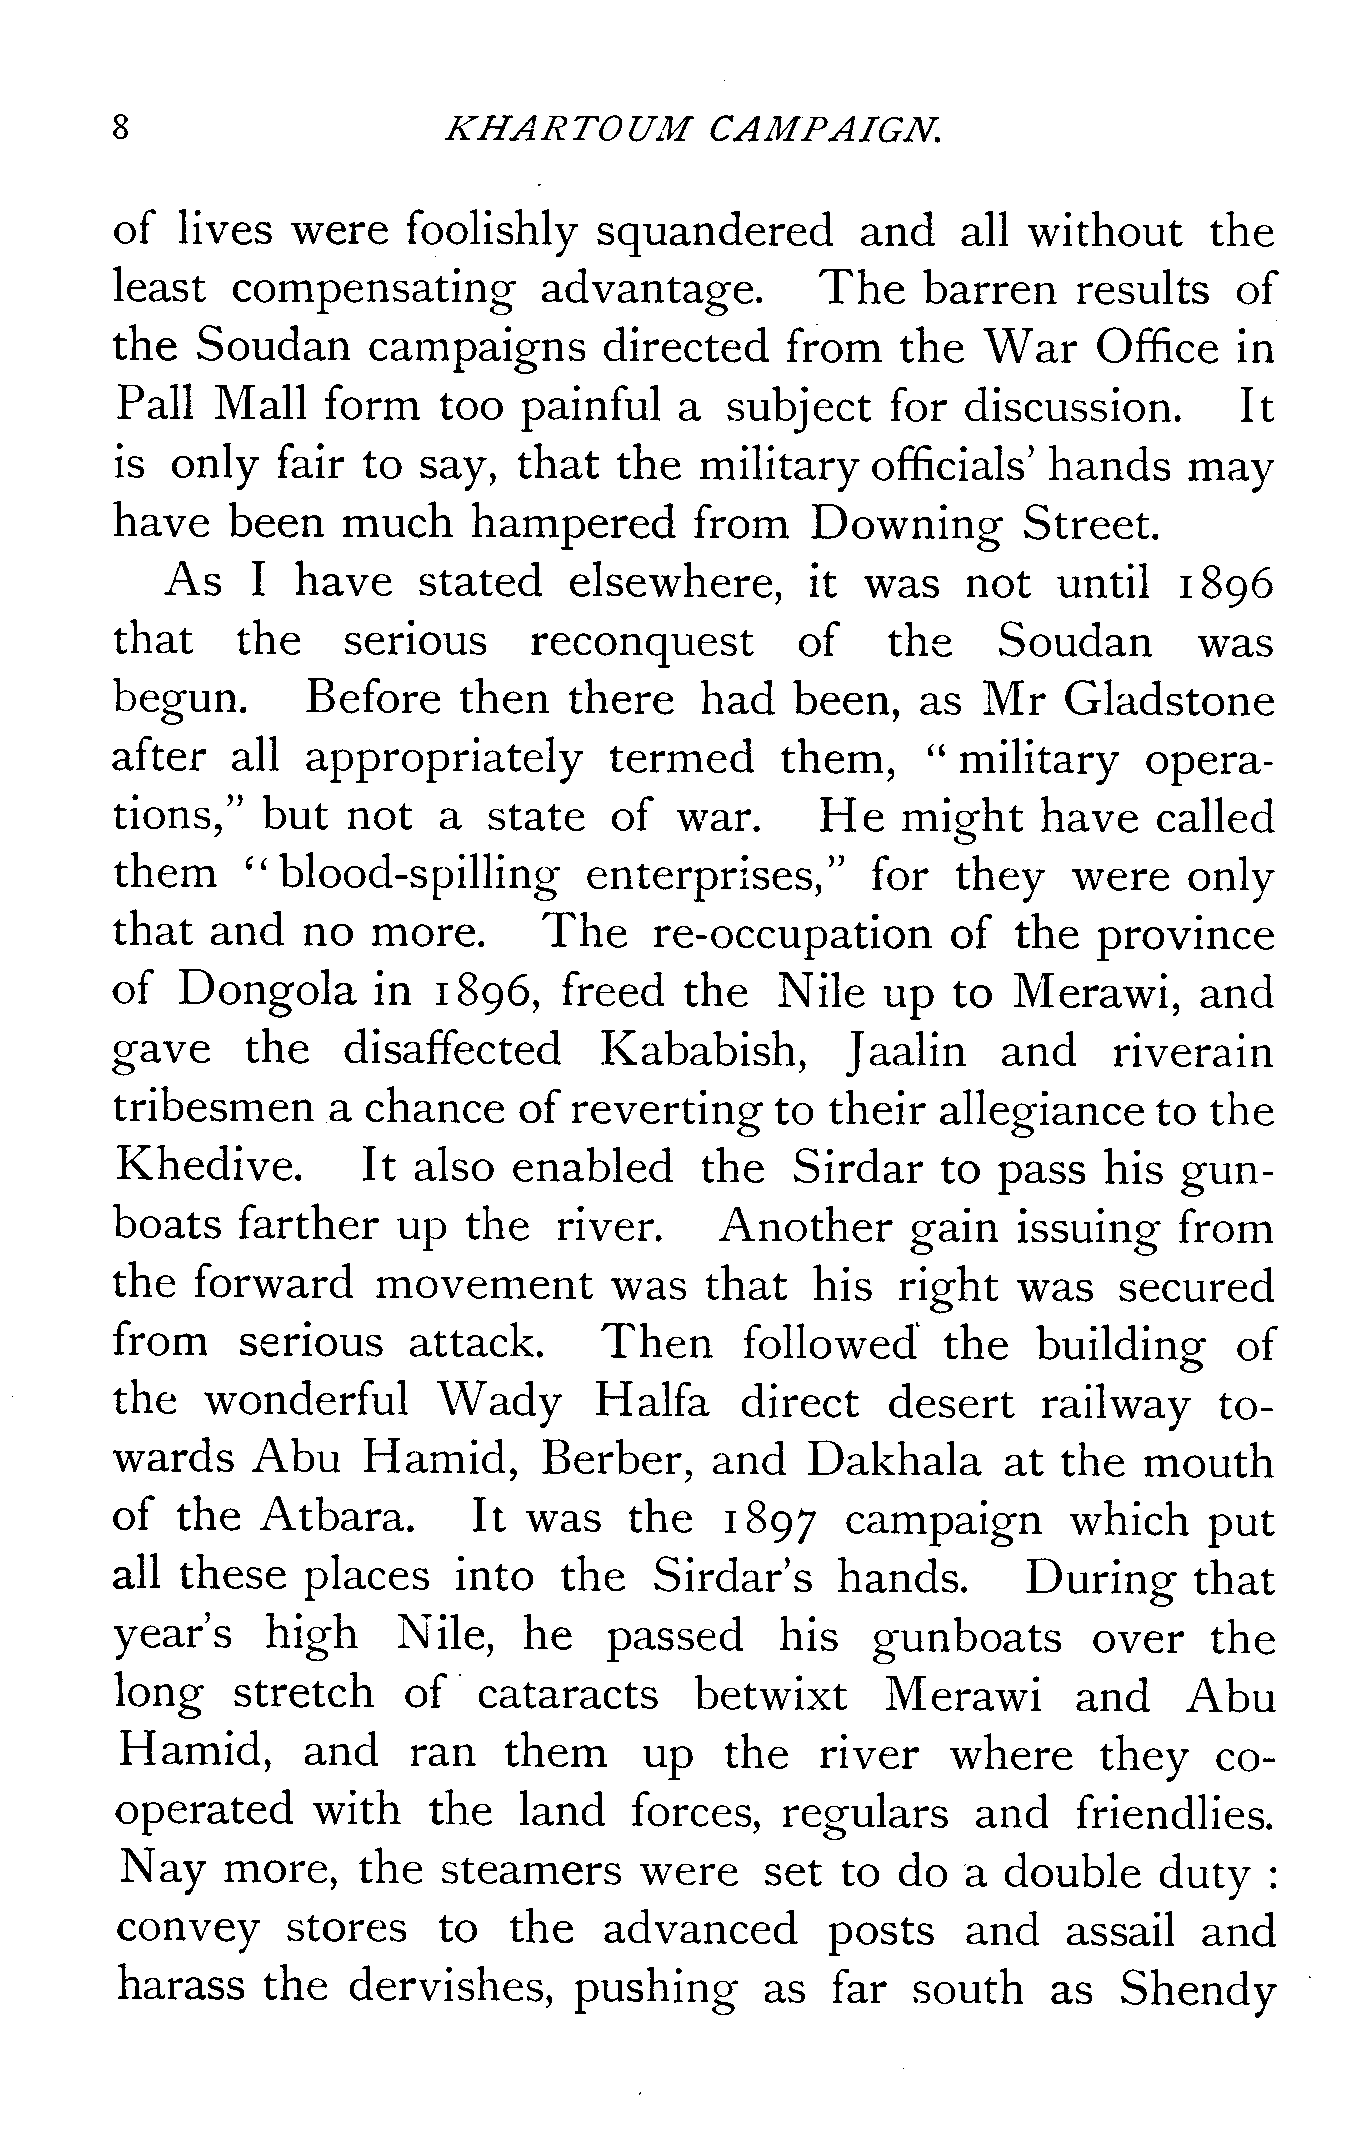 8 KHARTOUM CAMPAIGN.
of lives were foolishly squandered and all without the
least compensating advantage. The barren results of
the Soudan campaigns directed from the War Office in
Pall Mall form too painful a subject for discussion. It
is only fair to say, that the military officials' hands may
have been much hampered from Downing Street.
As I have stated elsewhere, it was not until 1896
that the serious reconquest of the Soudan was
begun. Before then there had been, as Mr Gladstone
after all appropriately termed them, "military opera-
tions," but not a state of war. He might have called
them "blood-spilling enterprises," for they were only
that and no more. The re-occupation of the province
of Dongola in 1896, freed the Nile up to Merawi, and
gave the disaffected Kababish, Jaalin and riverain
tribesmen a chance of reverting to their allegiance to the
Khedive. It also enabled the Sirdar to pass his gun-
boats farther up the river. Another gain issuing from
the forward movement was that his right was secured
from serious attack. Then followed the building of
the wonderful Wady Halfa direct desert railway to-
wards Abu Hamid, Berber, and Dakhala at the mouth
of the Atbara. It was the 1897 campaign which put
all these places into the Sirdar's hands. During that
year's high Nile, he passed his gunboats over the
long stretch of cataracts betwixt Merawi and Abu
Hamid, and ran them up the river where they co-
operated with the land forces, regulars and friendlies.
Nay more, the steamers were set to do a double duty :
convey stores to the advanced posts and assail and
harass the dervishes, pushing as far south as Shendy